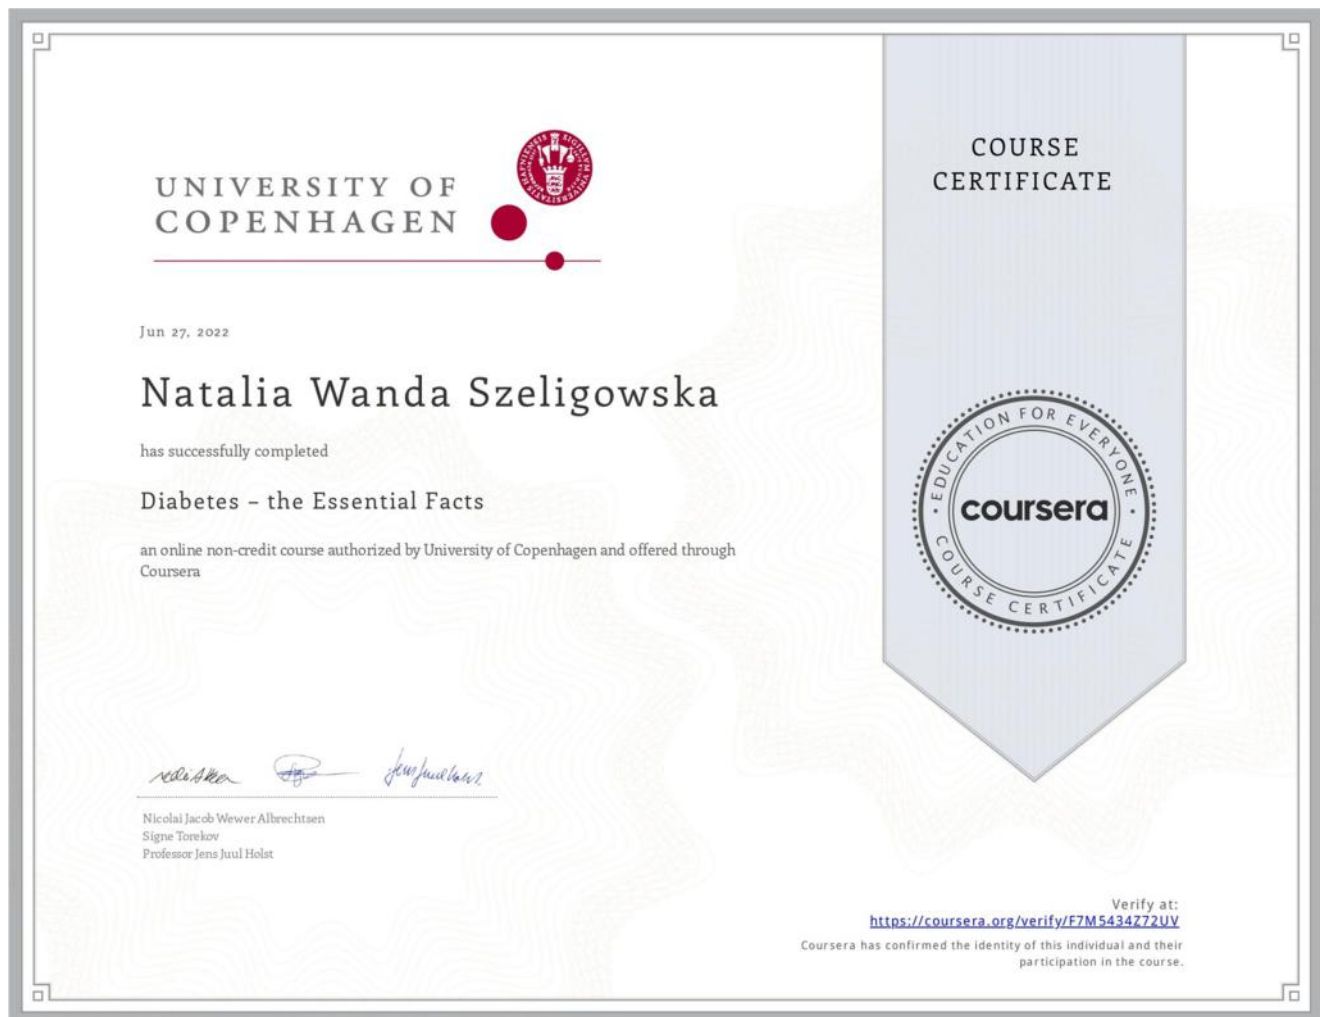 UNIVERSITY OF
COPENHAGEN
COURSE
CERTIFICATE
Jun 27, 2022
Natalia Wanda Szeligowska
has successfully completed
Diabetes – the Essential Facts
an online non-credit course authorized by University of Copenhagen and offered through
Coursera
EDUCATION FOR EVERYONE
coursera
COURSE CERTIFICATE
Nicolai Jacob Wewer Albrechtsen
Signe Torekov
Professor Jens Juul Holst
Verify at:
https://coursera.org/verify/F7M5434Z72UV
Coursera has confirmed the identity of this individual and their
participation in the course.